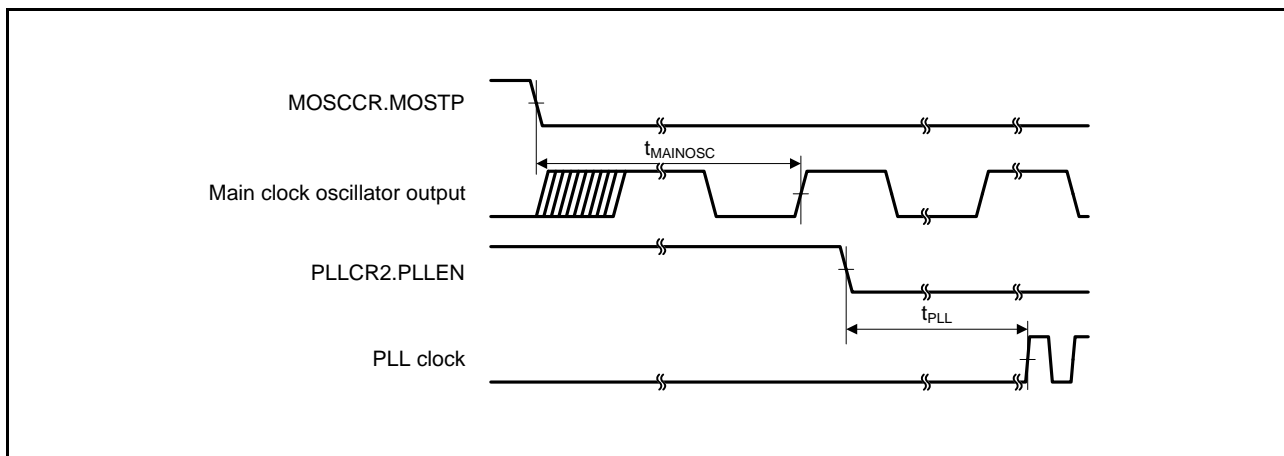 MOSCCR.MOSTP
tMAINOSC
Main clock oscillator output
PLLCR2.PLLEN
tPLL
PLL clock